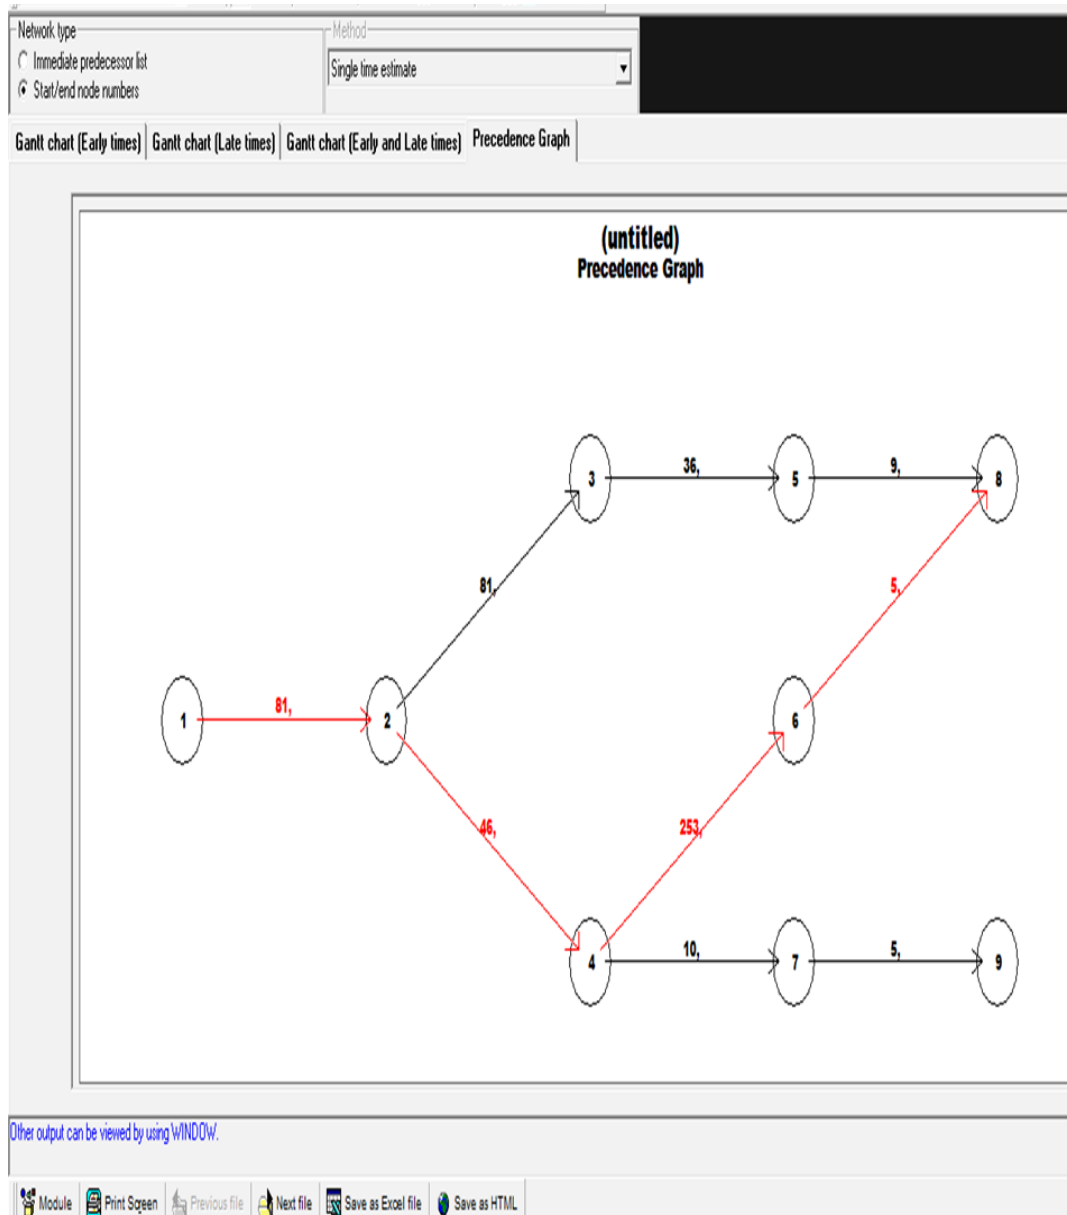 Network type
Immediate predecessor list
Start/end node numbers
Method
Single time estimate
Gantt chart (Early times)
Gantt chart (Late times)
Gantt chart (Early and Late times)
Precedence Graph
(untitled)
Precedence Graph
3
36,
5
9,
8
81,
5,
1
81,
2
6
46,
253,
4
10,
7
5,
9
Other output can be viewed by using WINDOW.
Module
Print Screen
Previous file
Next file
Save as Excel file
Save as HTML